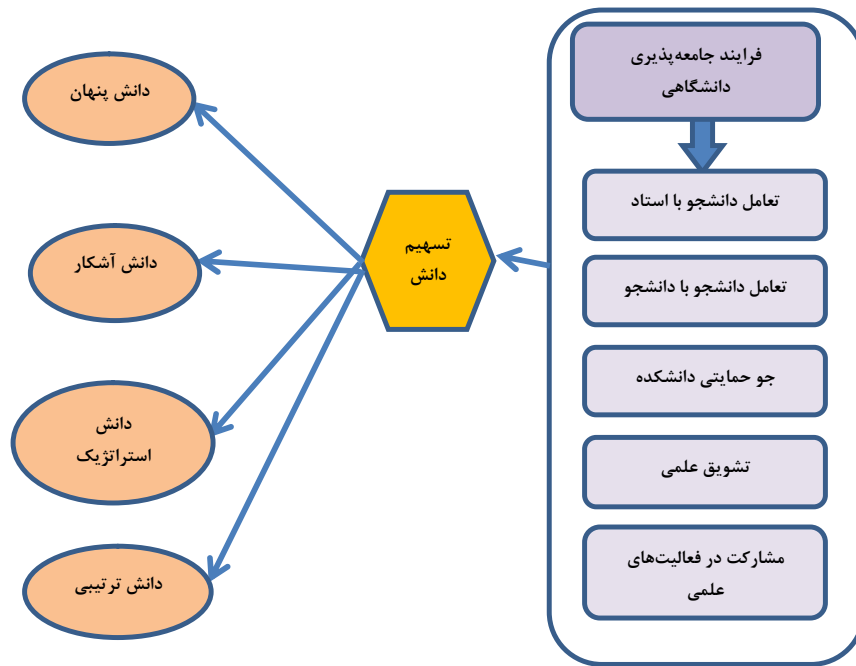 فرایند جامعه‌پذیری
دانشگاهی
تعامل دانشجو با استاد
تعامل دانشجو با دانشجو
جو حمایتی دانشکده
تشویق علمی
مشارکت در فعالیت‌های
علمی
تسهیم
دانش
دانش پنهان
دانش آشکار
دانش
استراتژیک
دانش ترتیبی